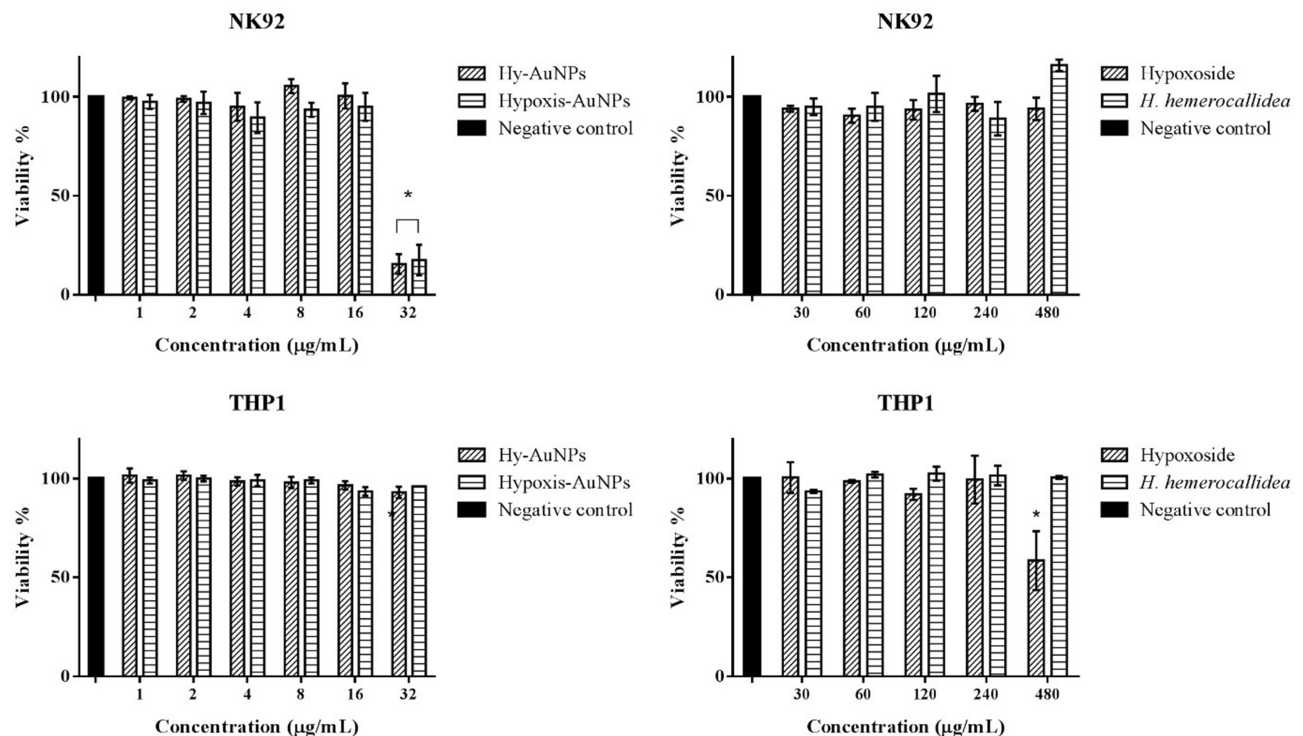 NK92
Viability %
100
50
0
*
1 2 4 8 16 32
Concentration (µg/mL)
Hy-AuNPs
Hypoxis-AuNPs
Negative control
NK92
Viability %
100
50
0
30 60 120 240 480
Concentration (µg/mL)
Hypoxoside
H. hemerocallidea
Negative control
THP1
Viability %
100
50
0
*
1 2 4 8 16 32
Concentration (µg/mL)
Hy-AuNPs
Hypoxis-AuNPs
Negative control
THP1
Viability %
100
50
0
*
30 60 120 240 480
Concentration (µg/mL)
Hypoxoside
H. hemerocallidea
Negative control